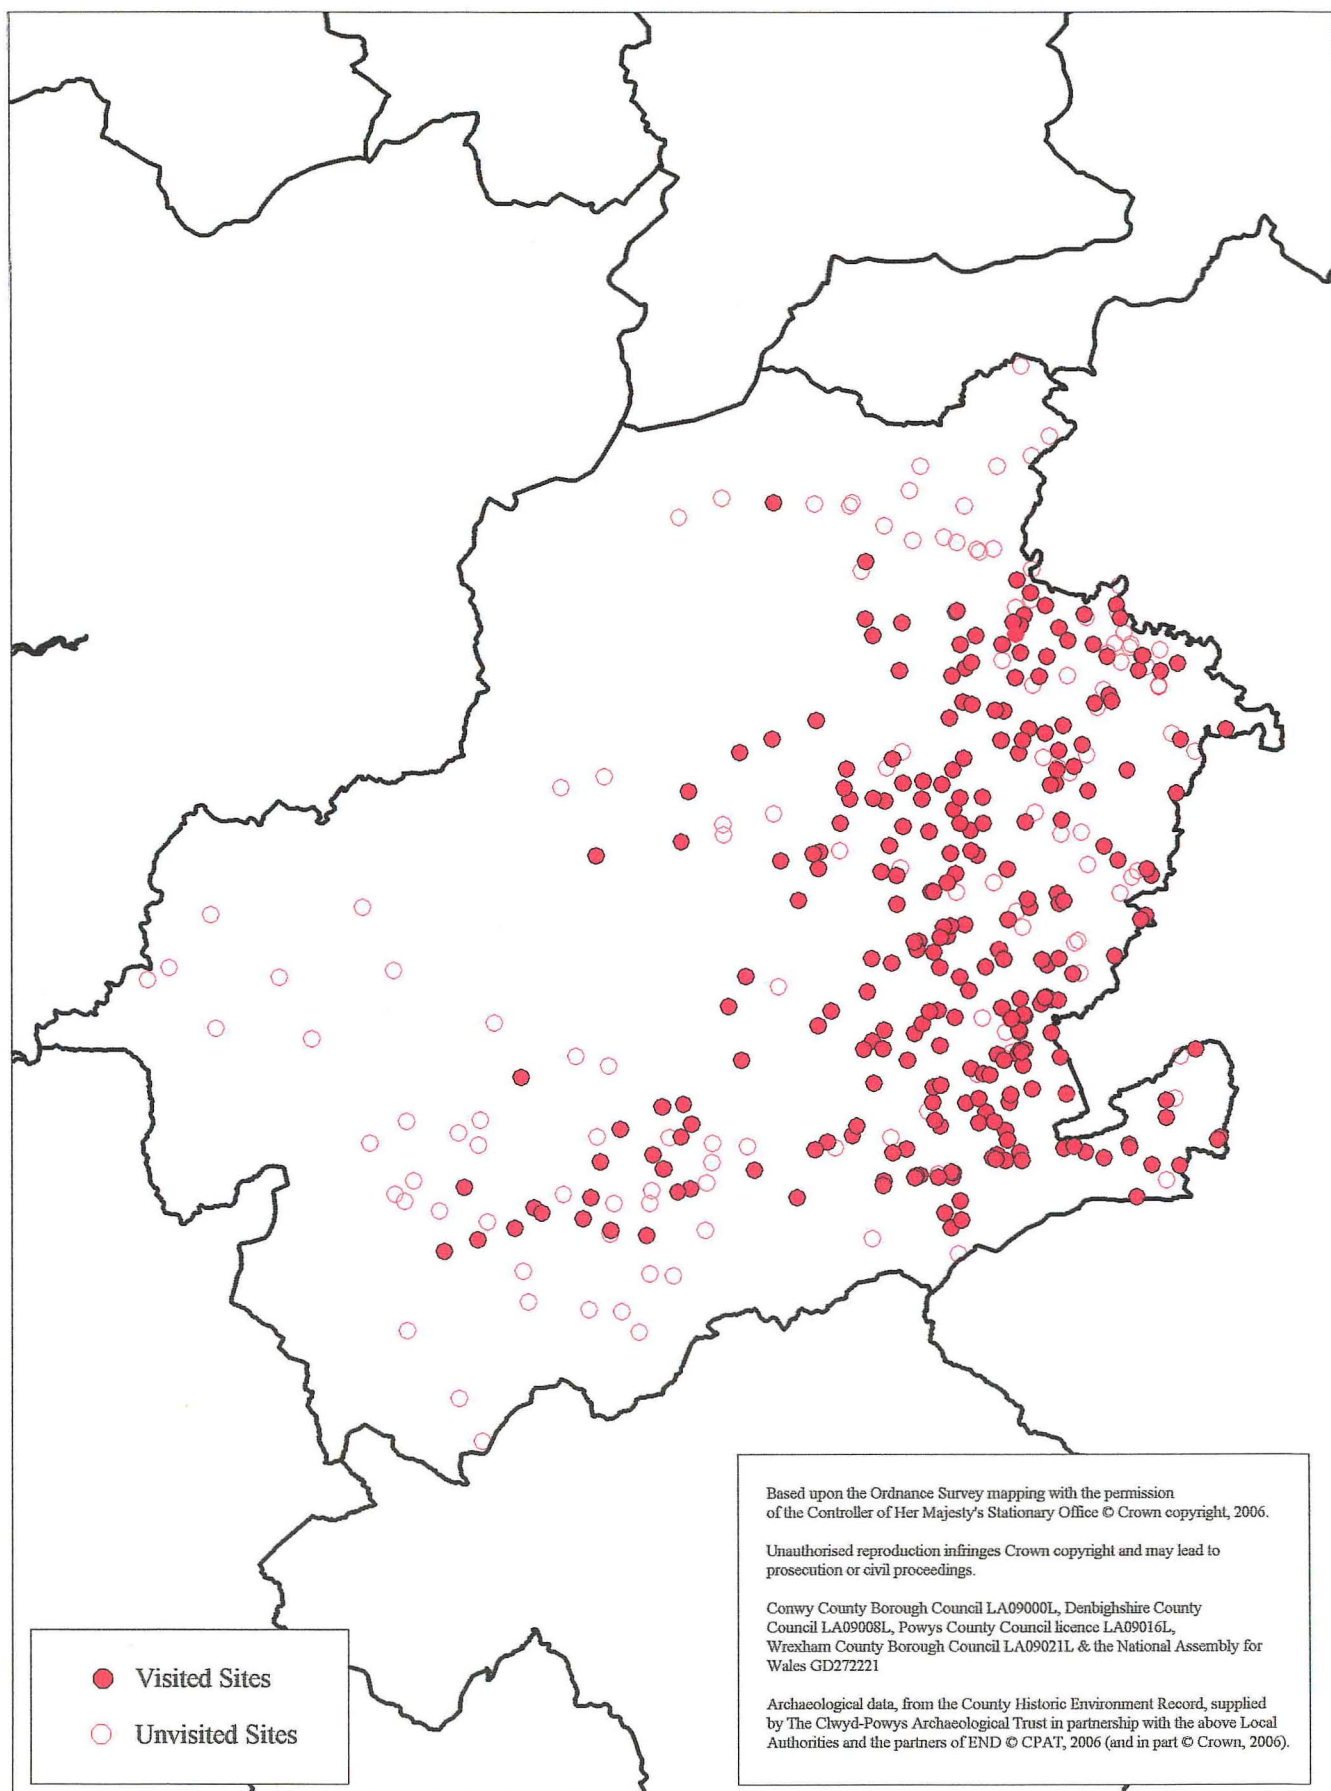 Based upon the Ordnance Survey mapping with the permission
of the Controller of Her Majesty's Stationary Office © Crown copyright, 2006.
Unauthorised reproduction infringes Crown copyright and may lead to
prosecution or civil proceedings.
Conwy County Borough Council LA09000L, Denbighshire County
Council LA09008L, Powys County Council licence LA09016L,
Wrexham County Borough Council LA09021L & the National Assembly for
Wales GD272221
Archaeological data, from the County Historic Environment Record, supplied
by The Clwyd-Powys Archaeological Trust in partnership with the above Local
Authorities and the partners of END © CPAT, 2006 (and in part © Crown, 2006).
Visited Sites
Unvisited Sites